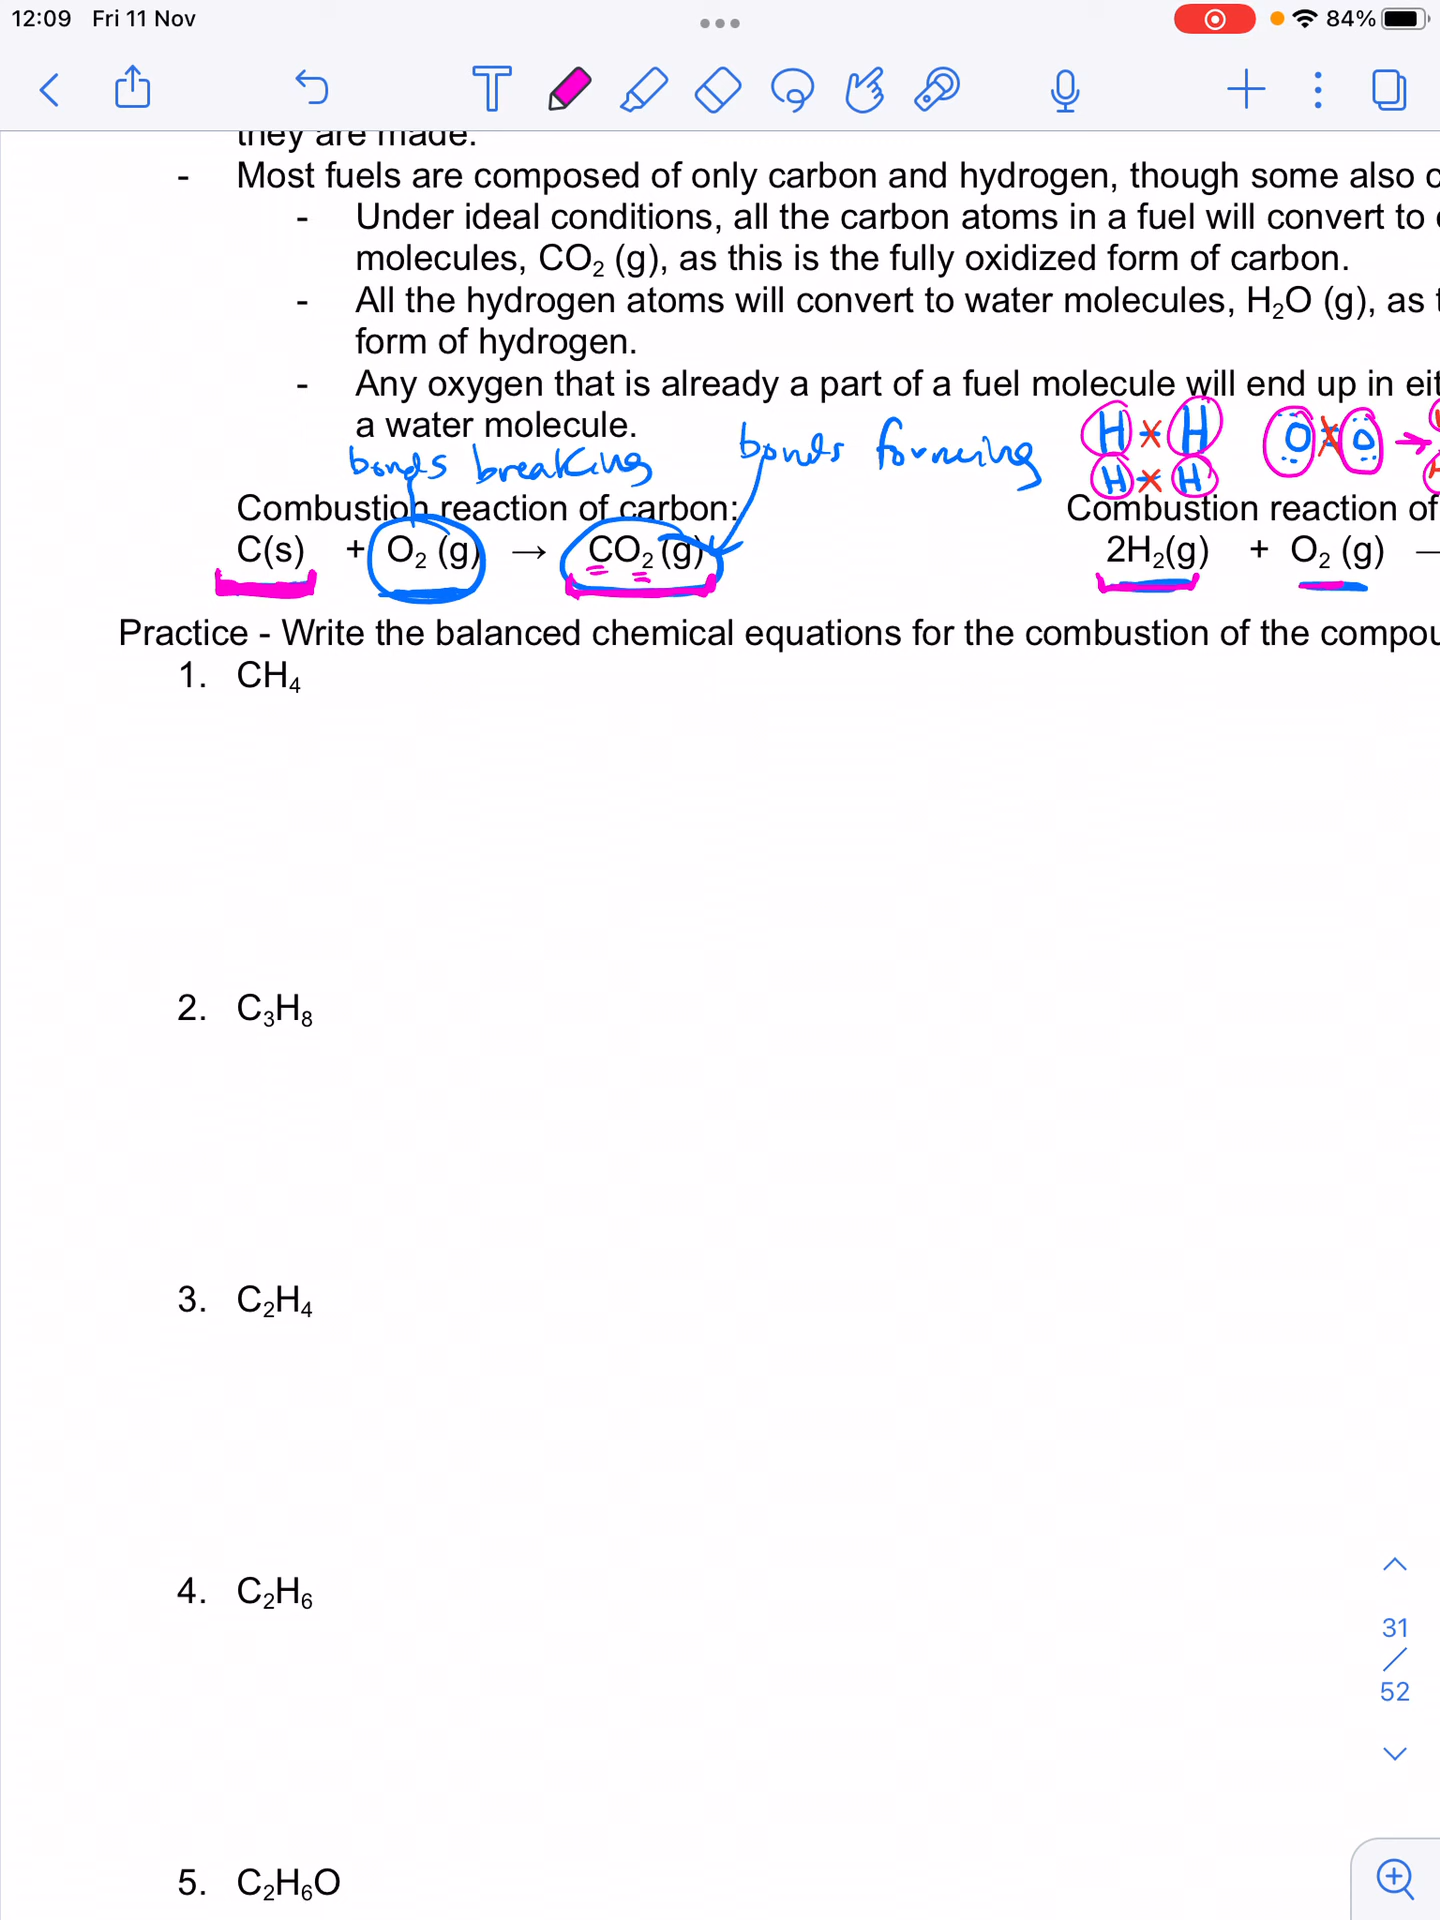 12:09 Fri 11 Nov 84%
they are made.
- Most fuels are composed of only carbon and hydrogen, though some also
- Under ideal conditions, all the carbon atoms in a fuel will convert to
molecules, CO₂ (g), as this is the fully oxidized form of carbon.
- All the hydrogen atoms will convert to water molecules, H₂O (g), as
form of hydrogen.
- Any oxygen that is already a part of a fuel molecule will end up in
a water molecule.
bonds breaking bonds forming H × H O × O →
H × H
Combustion reaction of carbon: Combustion reaction of
C(s) + O₂ (g) → CO₂ (g) 2H₂(g) + O₂ (g)
Practice - Write the balanced chemical equations for the combustion of the
1. CH₄
2. C₃H₈
3. C₂H₄
4. C₂H₆
31
/
52
5. C₂H₆O